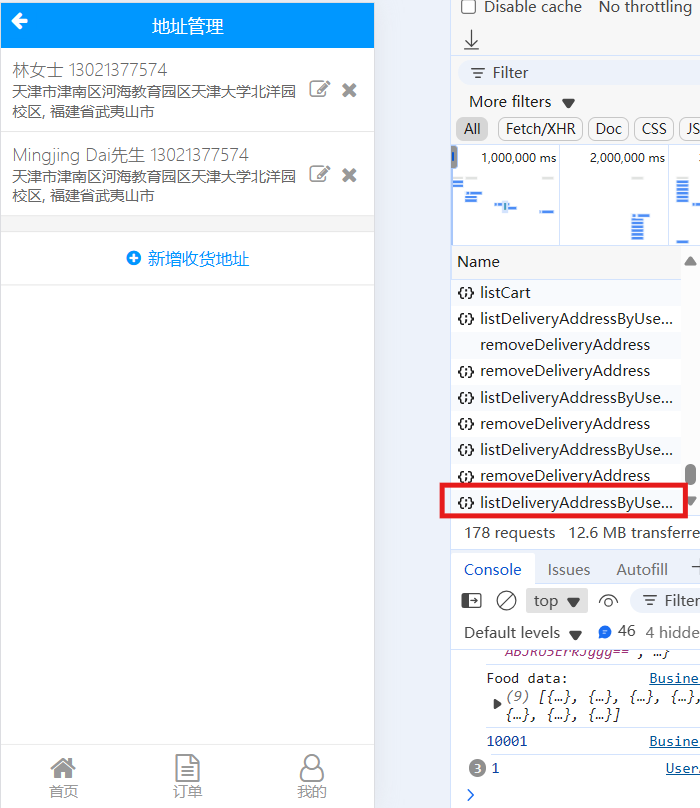 地址管理
林女士 13021377574
天津市津南区河海教育园区天津大学北洋园
校区, 福建省武夷山市
Mingjing Dai先生 13021377574
天津市津南区河海教育园区天津大学北洋园
校区, 福建省武夷山市
新增收货地址
首页
订单
我的
Disable cache No throttling
Filter
More filters
All Fetch/XHR Doc CSS JS
1,000,000 ms 2,000,000 ms
Name
listCart
listDeliveryAddressByUse...
removeDeliveryAddress
removeDeliveryAddress
listDeliveryAddressByUse...
removeDeliveryAddress
listDeliveryAddressByUse...
removeDeliveryAddress
listDeliveryAddressByUse...
178 requests 12.6 MB transferre
Console Issues Autofill
top Filter
Default levels 46 4 hidde
Food data: Busine
(9) [{…}, {…}, {…}, {…},
{…}, {…}, {…}]
10001 Busine
3 1 User